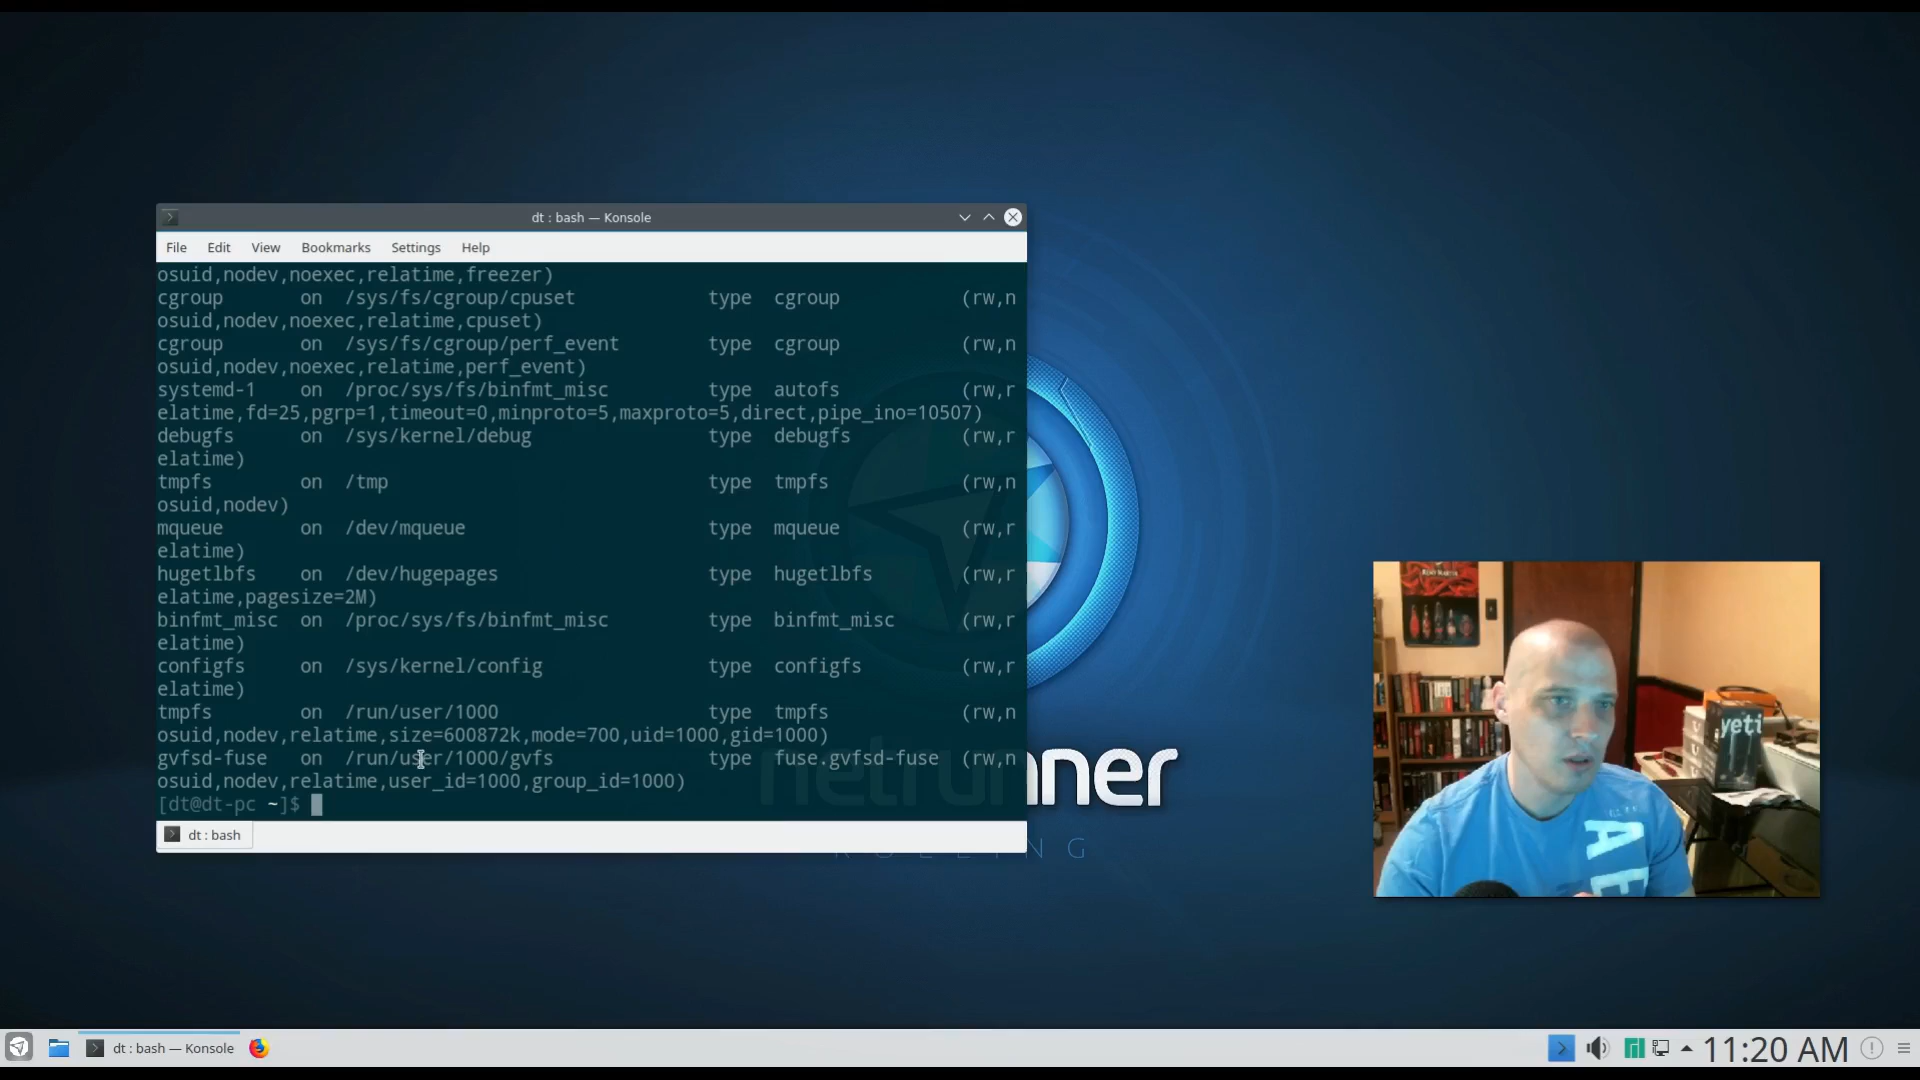 dt : bash — Konsole
File Edit View Bookmarks Settings Help
osuid,nodev,noexec,relatime,freezer)
cgroup on /sys/fs/cgroup/cpuset type cgroup (rw,n
osuid,nodev,noexec,relatime,cpuset)
cgroup on /sys/fs/cgroup/perf_event type cgroup (rw,n
osuid,nodev,noexec,relatime,perf_event)
systemd-1 on /proc/sys/fs/binfmt_misc type autofs (rw,r
elatime,fd=25,pgrp=1,timeout=0,minproto=5,maxproto=5,direct,pipe_ino=10507)
debugfs on /sys/kernel/debug type debugfs (rw,r
elatime)
tmpfs on /tmp type tmpfs (rw,n
osuid,nodev)
mqueue on /dev/mqueue type mqueue (rw,r
elatime)
hugetlbfs on /dev/hugepages type hugetlbfs (rw,r
elatime,pagesize=2M)
binfmt_misc on /proc/sys/fs/binfmt_misc type binfmt_misc (rw,r
elatime)
configfs on /sys/kernel/config type configfs (rw,r
elatime)
tmpfs on /run/user/1000 type tmpfs (rw,n
osuid,nodev,relatime,size=600872k,mode=700,uid=1000,gid=1000)
gvfsd-fuse on /run/user/1000/gvfs type fuse.gvfsd-fuse (rw,n
osuid,nodev,relatime,user_id=1000,group_id=1000)
[dt@dt-pc ~]$
dt : bash
netrunner
ROLLING
yeti
AE
dt : bash — Konsole
11:20 AM